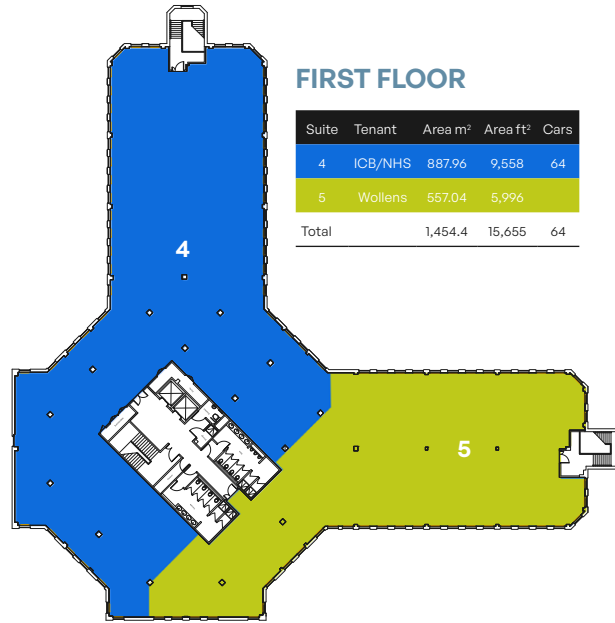 FIRST FLOOR
Suite Tenant Area m² Area ft² Cars
4 ICB/NHS 887.96 9,558 64
5 Wollens 557.04 5,996
Total 1,454.4 15,655 64
4
5